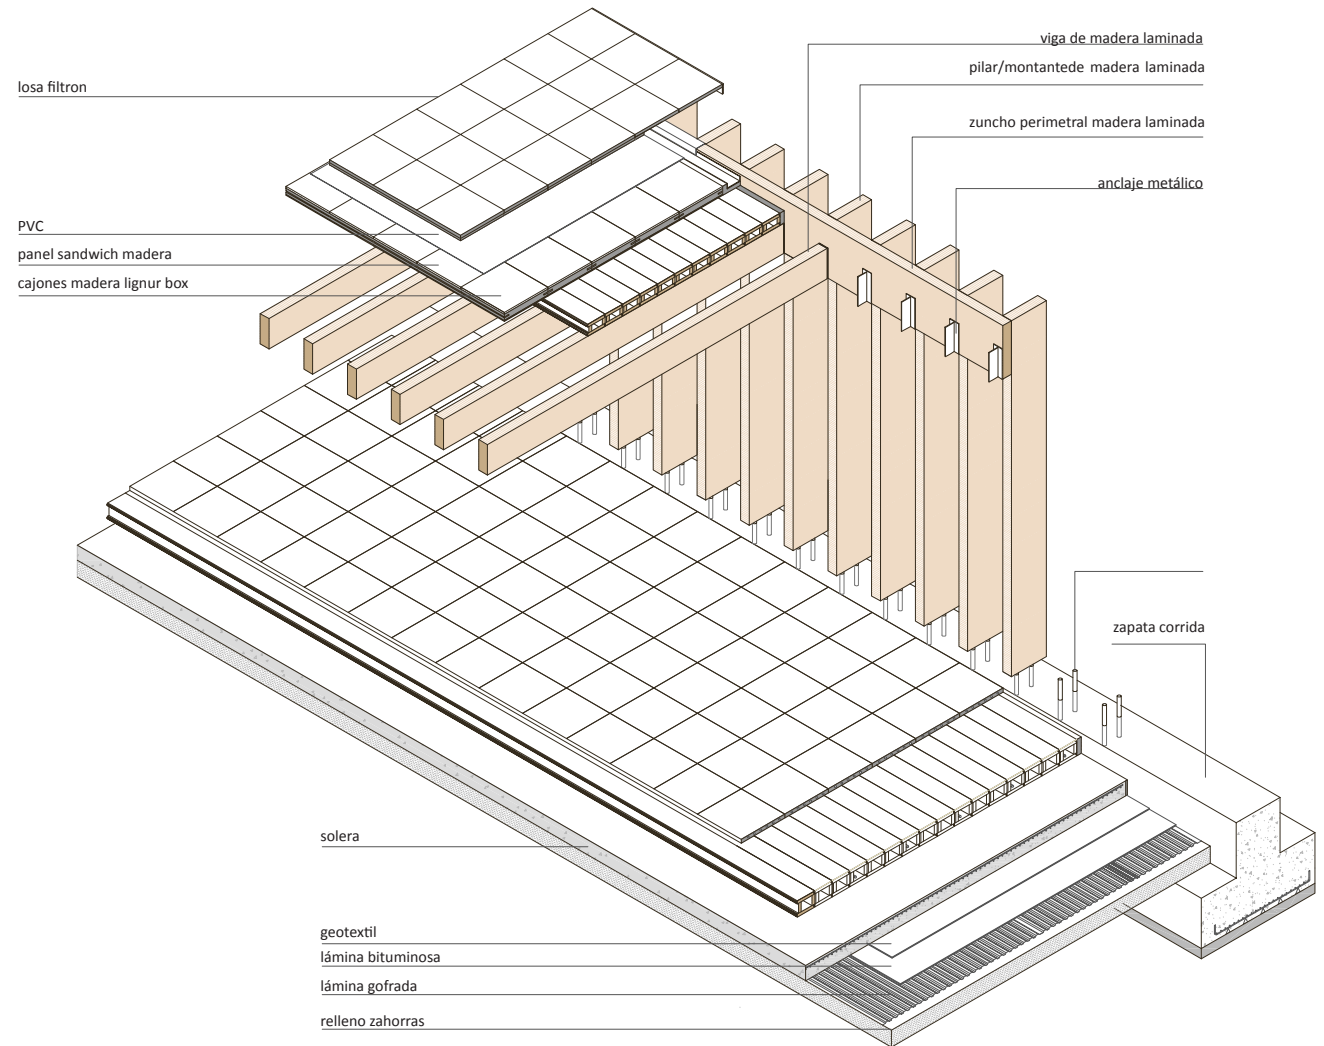 viga de madera laminada
pilar/montantede madera laminada
losa filtron
zuncho perimetral madera laminada
anclaje metálico
PVC
panel sandwich madera
cajones madera lignur box
zapata corrida
solera
geotextil
lámina bituminosa
lámina gofrada
relleno zahorras